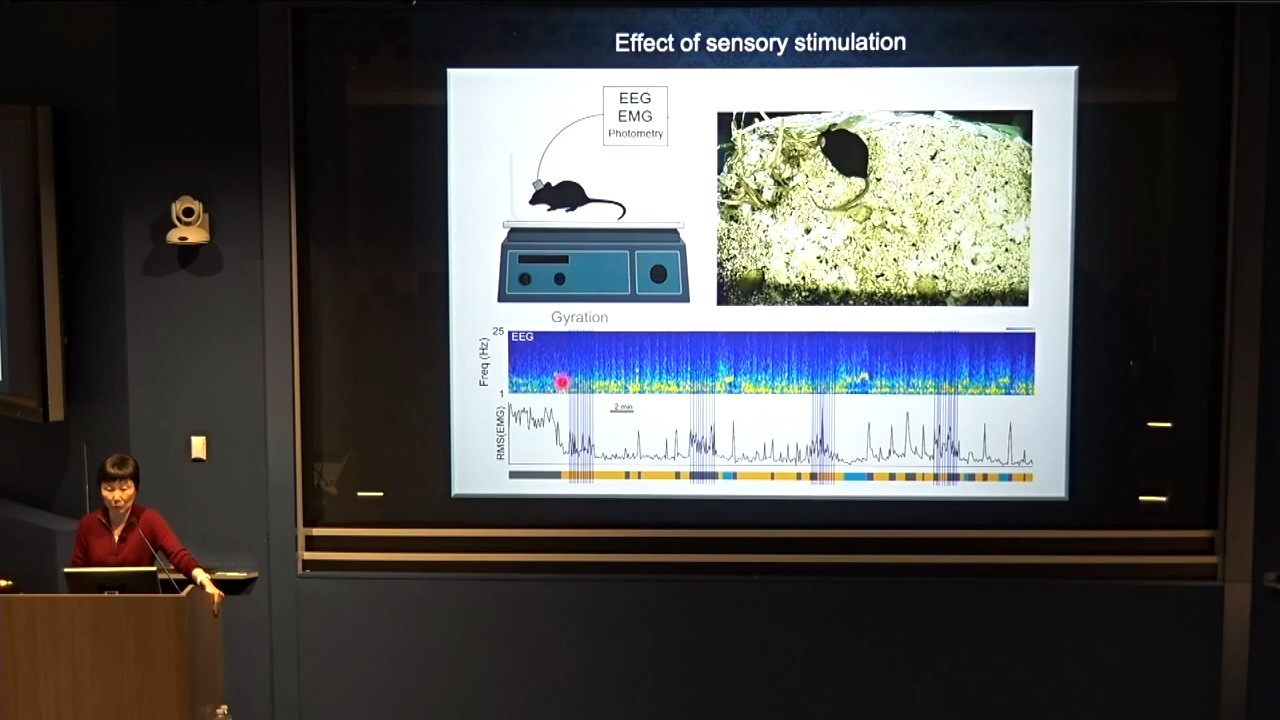 Effect of sensory stimulation
EEG
EMG
Photometry
Gyration
25
EEG
Freq (Hz)
1
2 min
RMS(EMG)